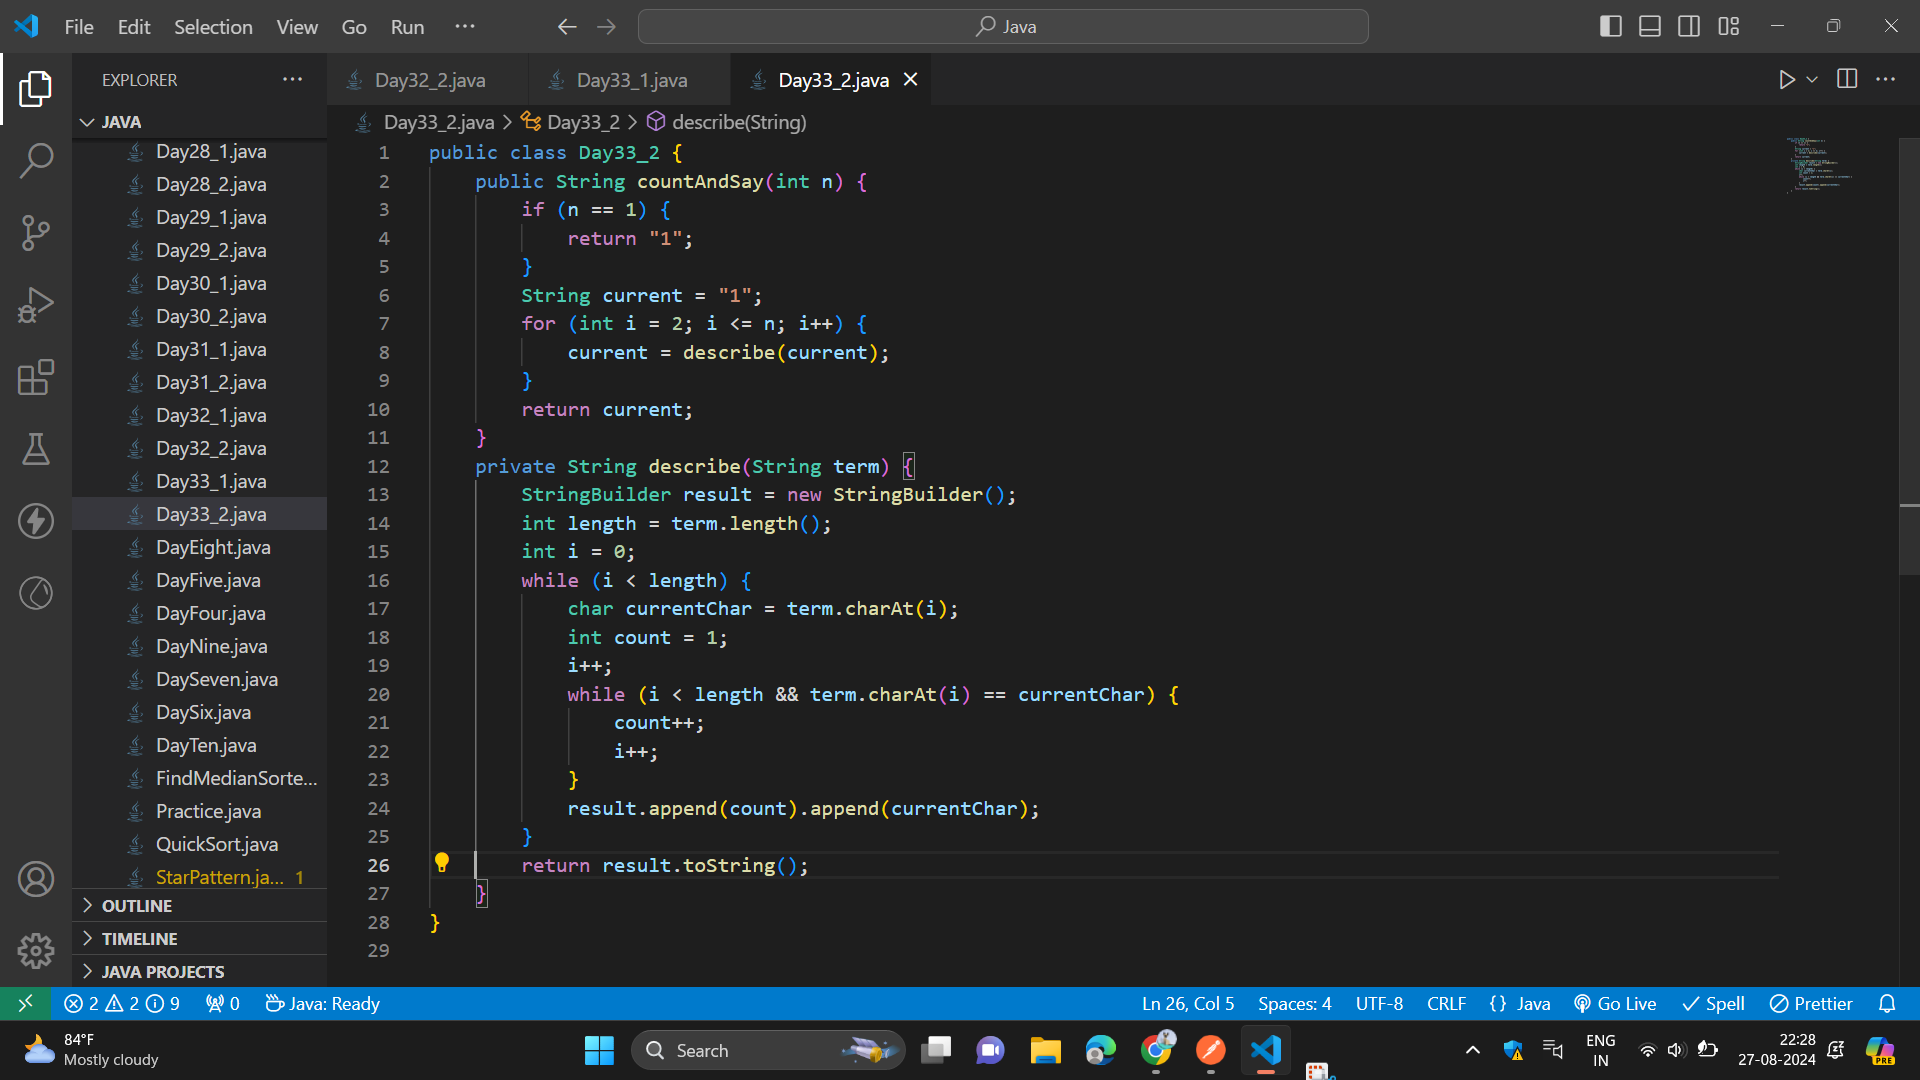 File Edit Selection View Go Run ··· Java
EXPLORER ···
Day32_2.java Day33_1.java Day33_2.java
JAVA
Day33_2.java > Day33_2 > describe(String)
Day28_1.java
Day28_2.java
Day29_1.java
Day29_2.java
Day30_1.java
Day30_2.java
Day31_1.java
Day31_2.java
Day32_1.java
Day32_2.java
Day33_1.java
Day33_2.java
DayEight.java
DayFive.java
DayFour.java
DayNine.java
DaySeven.java
DaySix.java
DayTen.java
FindMedianSorte...
Practice.java
QuickSort.java
StarPattern.ja... 1
OUTLINE
TIMELINE
JAVA PROJECTS
1 public class Day33_2 {
2     public String countAndSay(int n) {
3         if (n == 1) {
4             return "1";
5         }
6         String current = "1";
7         for (int i = 2; i <= n; i++) {
8             current = describe(current);
9         }
10         return current;
11     }
12     private String describe(String term) {
13         StringBuilder result = new StringBuilder();
14         int length = term.length();
15         int i = 0;
16         while (i < length) {
17             char currentChar = term.charAt(i);
18             int count = 1;
19             i++;
20             while (i < length && term.charAt(i) == currentChar) {
21                 count++;
22                 i++;
23             }
24             result.append(count).append(currentChar);
25         }
26         return result.toString();
27     }
28 }
29
2 2 9 0 Java: Ready Ln 26, Col 5 Spaces: 4 UTF-8 CRLF {} Java Go Live Spell Prettier
84°F
Mostly cloudy
Search
PRE
ENG
IN
22:28
27-08-2024